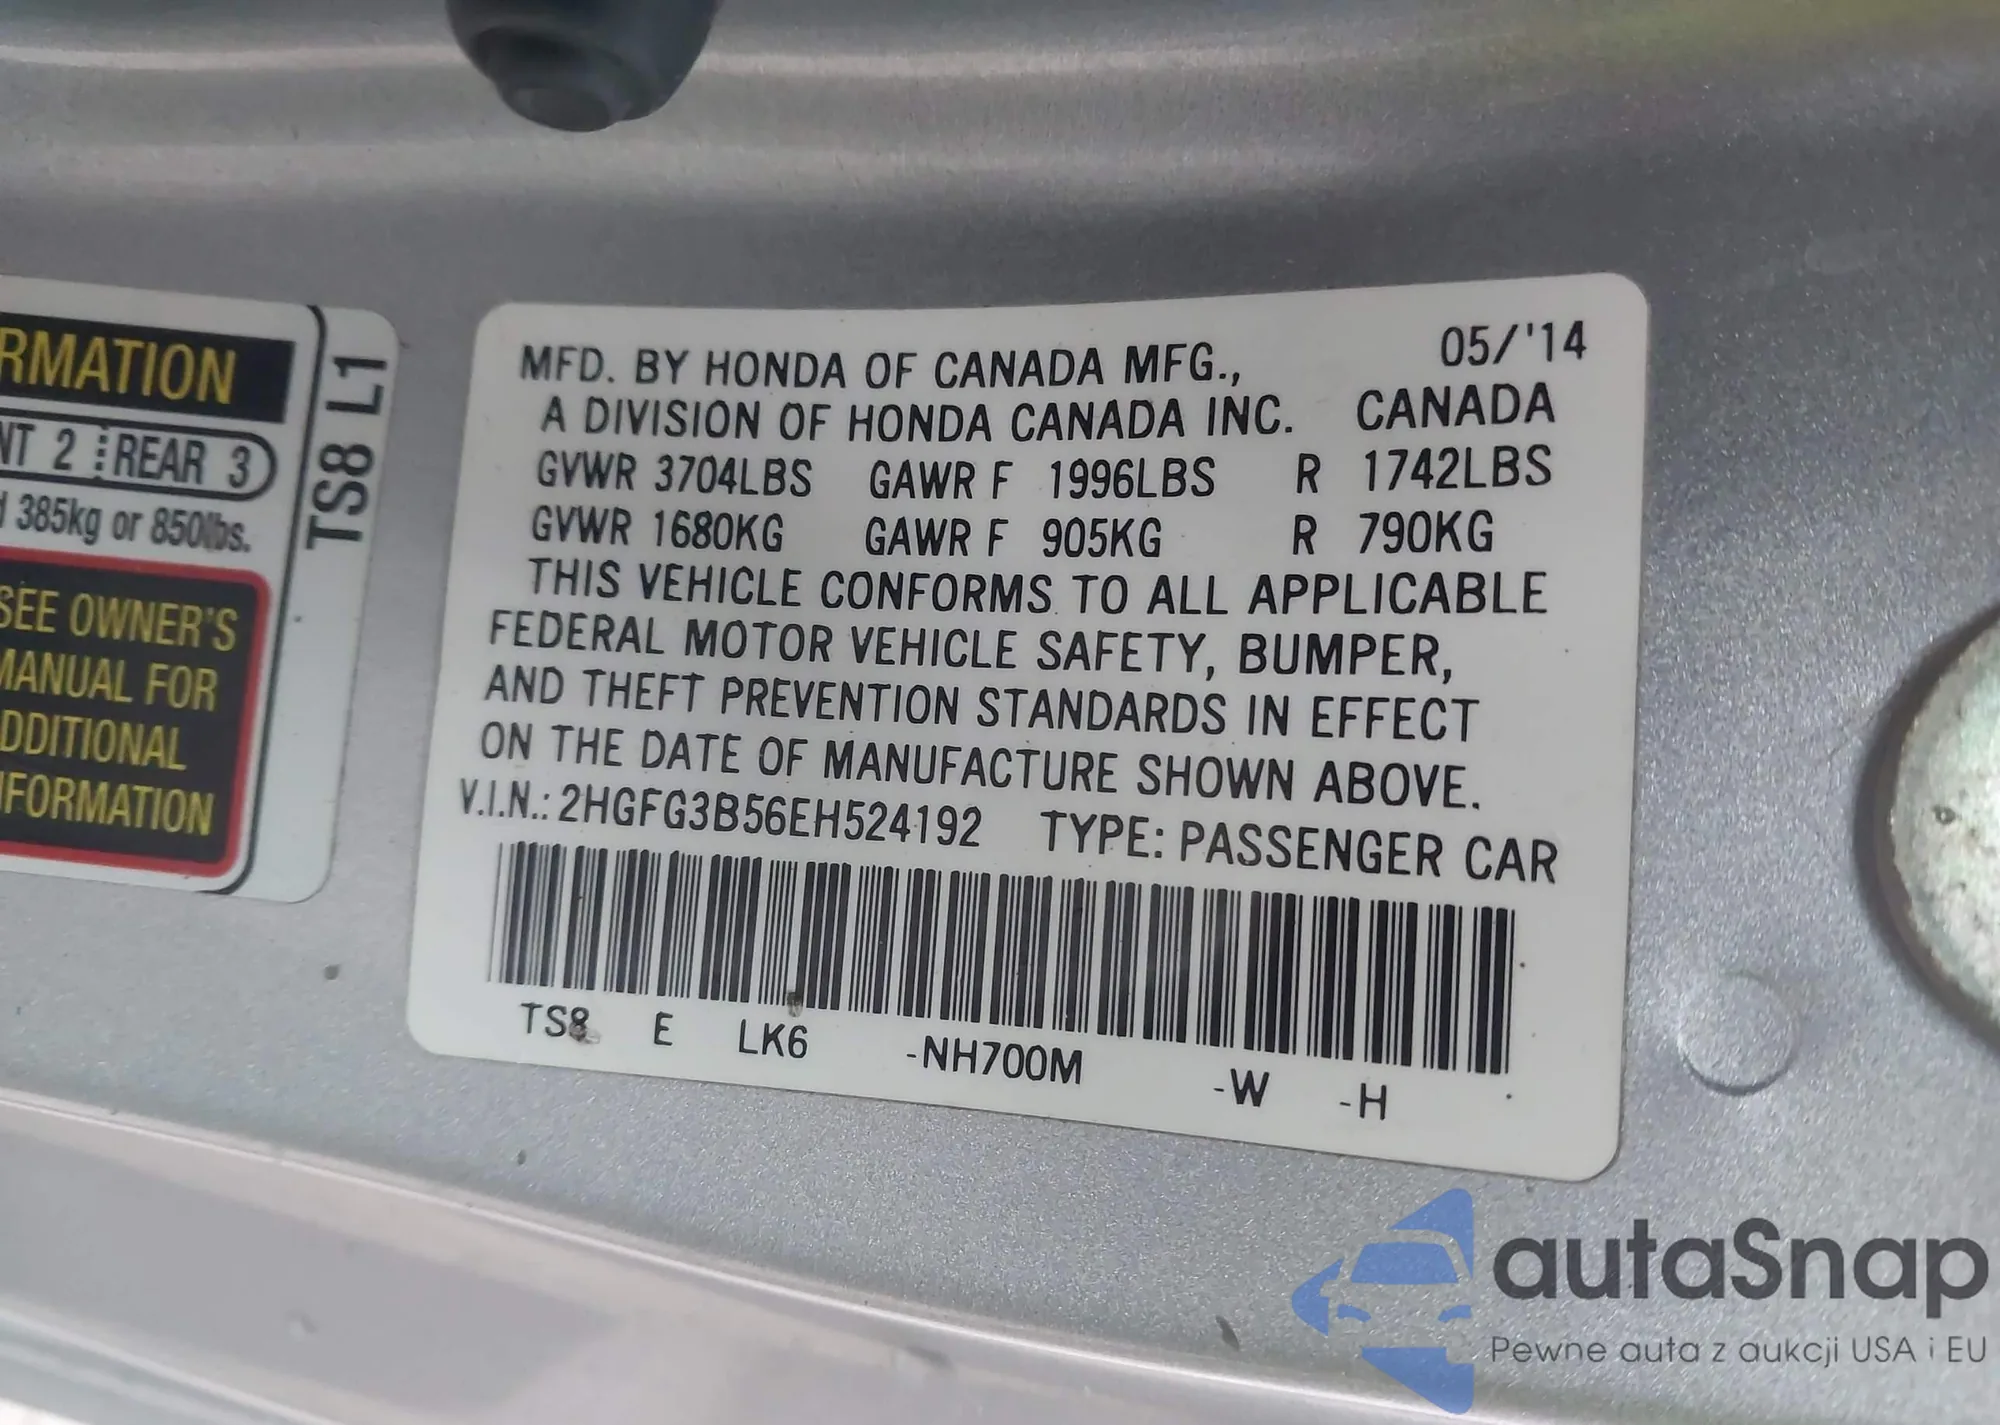 RMATION
NT 2 REAR 3
385kg or 850lbs.
SEE OWNER'S
MANUAL FOR
DDITIONAL
NFORMATION
TS8 L1
05/'14
MFD. BY HONDA OF CANADA MFG.,
A DIVISION OF HONDA CANADA INC. CANADA
GVWR 3704LBS GAWR F 1996LBS R 1742LBS
GVWR 1680KG GAWR F 905KG R 790KG
THIS VEHICLE CONFORMS TO ALL APPLICABLE
FEDERAL MOTOR VEHICLE SAFETY, BUMPER,
AND THEFT PREVENTION STANDARDS IN EFFECT
ON THE DATE OF MANUFACTURE SHOWN ABOVE.
V.I.N.: 2HGFG3B56EH524192 TYPE: PASSENGER CAR
TS8 E LK6 -NH700M -W -H
autaSnap
Pewne auta z aukcji USA i EU